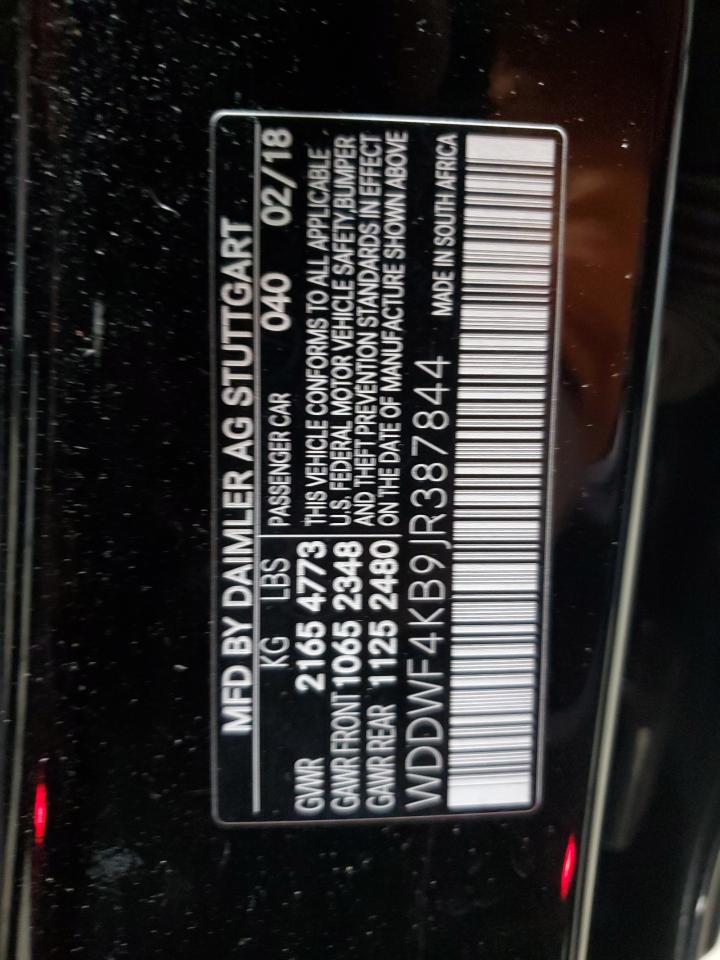 MFD BY DAIMLER AG STUTTGART
KG LBS PASSENGER CAR 040 02/18
GVWR 2165 4773 THIS VEHICLE CONFORMS TO ALL APPLICABLE
GAWR FRONT 1065 2348 U.S. FEDERAL MOTOR VEHICLE SAFETY,BUMPER
GAWR REAR 1125 2480 AND THEFT PREVENTION STANDARDS IN EFFECT
ON THE DATE OF MANUFACTURE SHOWN ABOVE
WDDWF4KB9JR387844 MADE IN SOUTH AFRICA